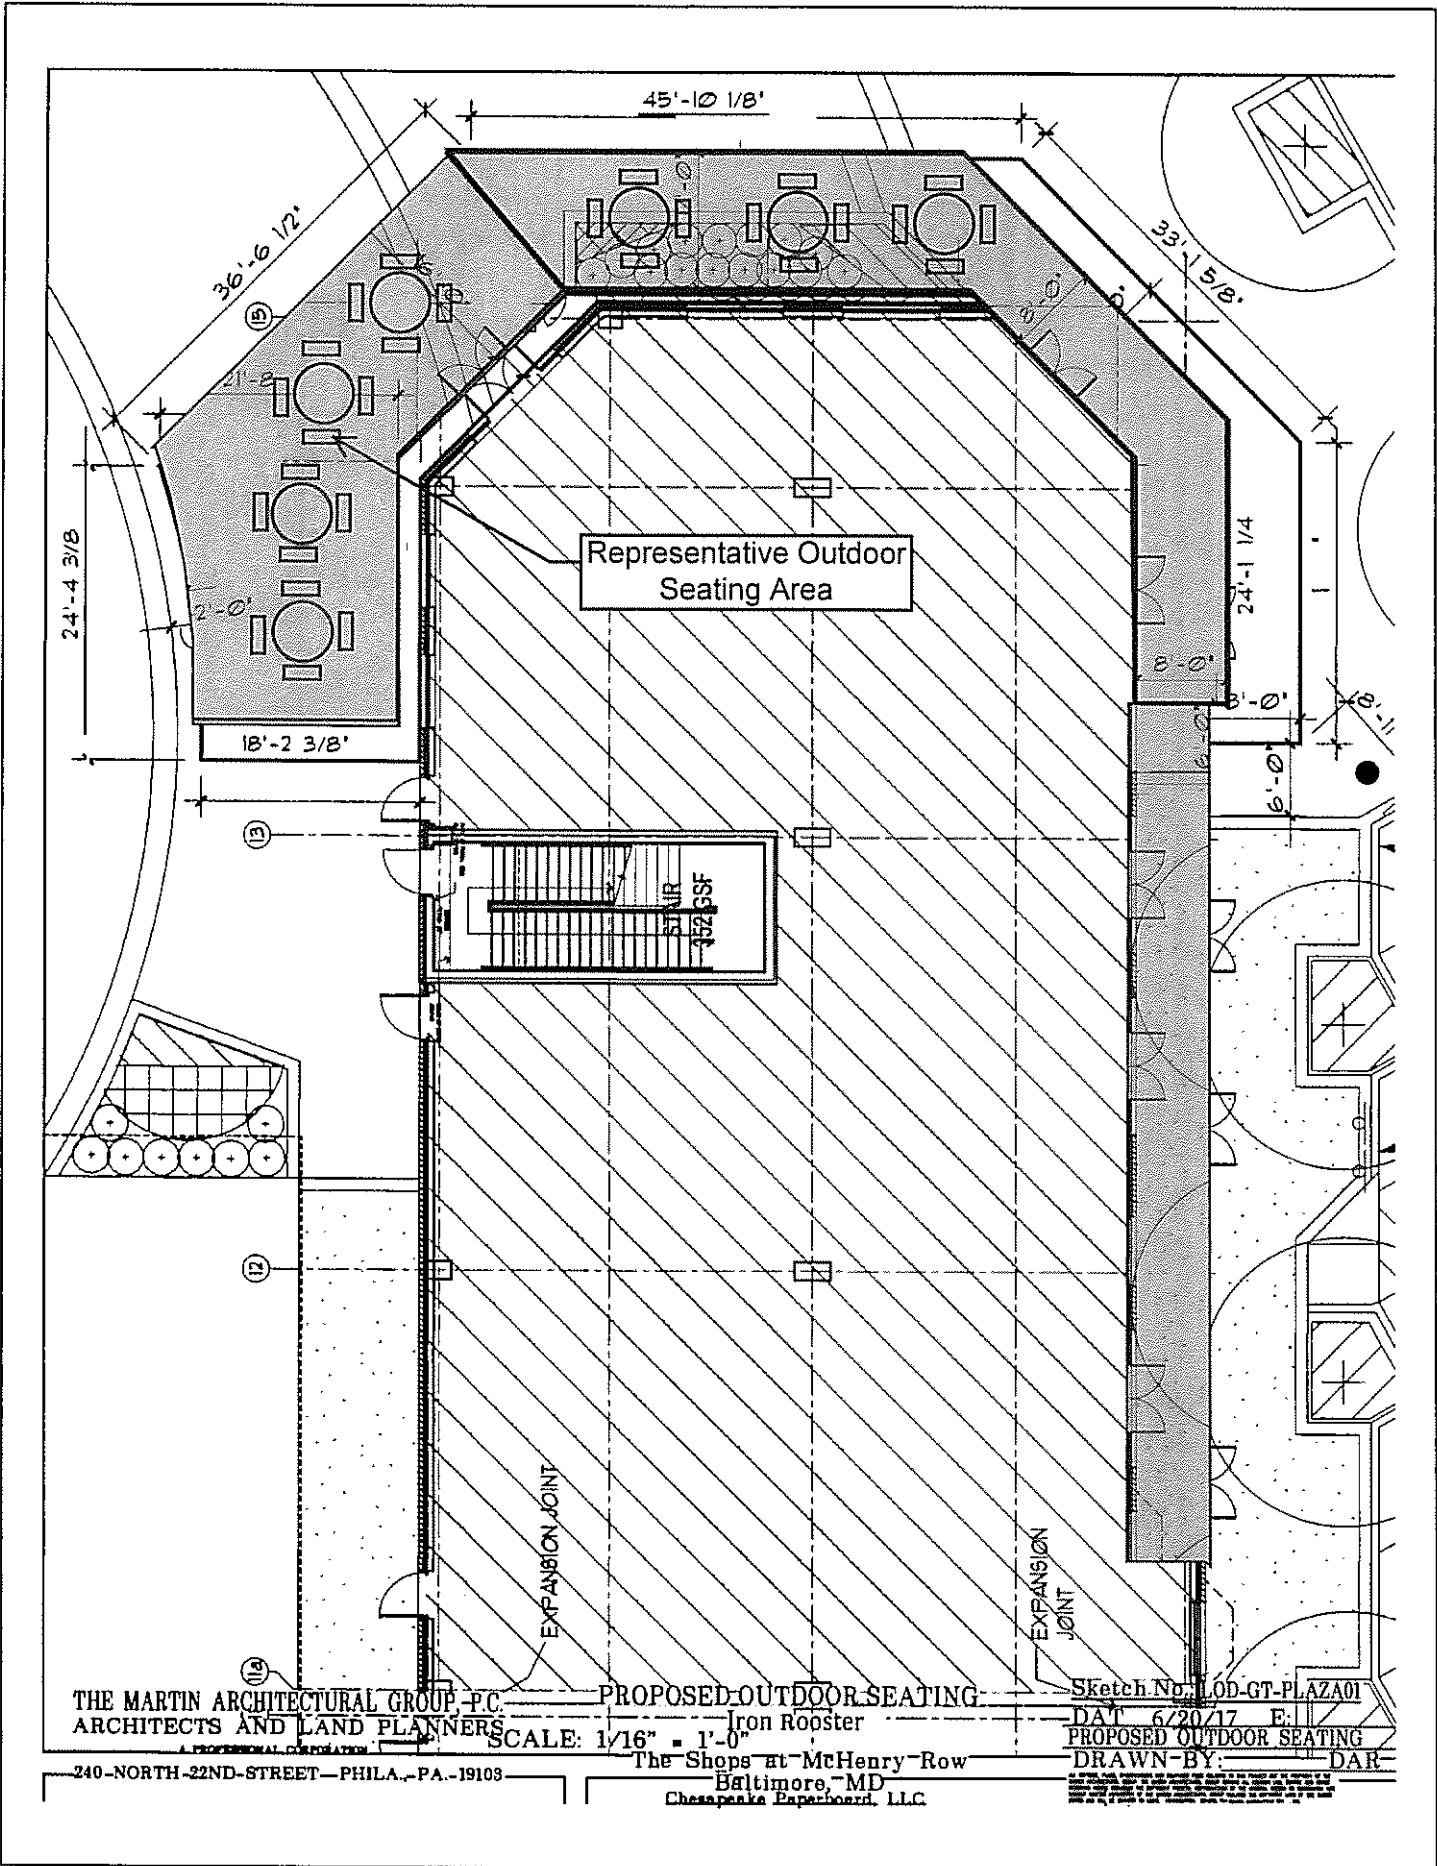 45'-10 1/8"
36'-6 1/2"
33'-1 5/8"
15
21'-8
8'-0"
24'-4 3/8
Representative Outdoor
Seating Area
24'-1 1/4
2'-0"
8'-0"
8'-0"
6'-0"
8'-11
18'-2 3/8"
6'-0"
13
STAIR
352 GSF
12
EXPANSION JOINT
EXPANSION
JOINT
11a
THE MARTIN ARCHITECTURAL GROUP, P.C.
ARCHITECTS AND LAND PLANNERS
A PROFESSIONAL CORPORATION
240 NORTH 22ND STREET PHILA., PA. 19103
PROPOSED OUTDOOR SEATING
Iron Rooster
SCALE: 1/16" = 1'-0"
The Shops at McHenry Row
Baltimore, MD
Chesapeake Paperboard, LLC
Sketch No. LOD-GT-PLAZA01
DAT 6/20/17 E:
PROPOSED OUTDOOR SEATING
DRAWN BY: DAR